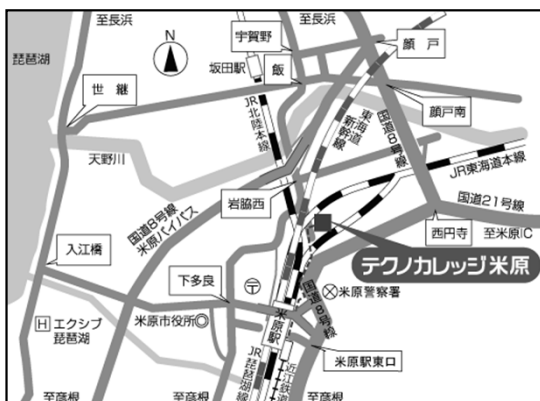 至長浜
至長浜
N
宇賀野
顔戸
琵琶湖
坂田駅
飯
世継
顔戸南
JR北陸本線
東海道新幹線
国道8号線
天野川
JR東海道本線
岩脇西
国道21号線
国道8号線
米原バイパス
西円寺
至米原IC
入江橋
テクノカレッジ米原
下多良
〒
米原警察署
国道8号線
H エクシブ
琵琶湖
米原市役所
米原駅
米原駅東口
JR琵琶湖線
近江鉄道
至彦根
至彦根
至彦根